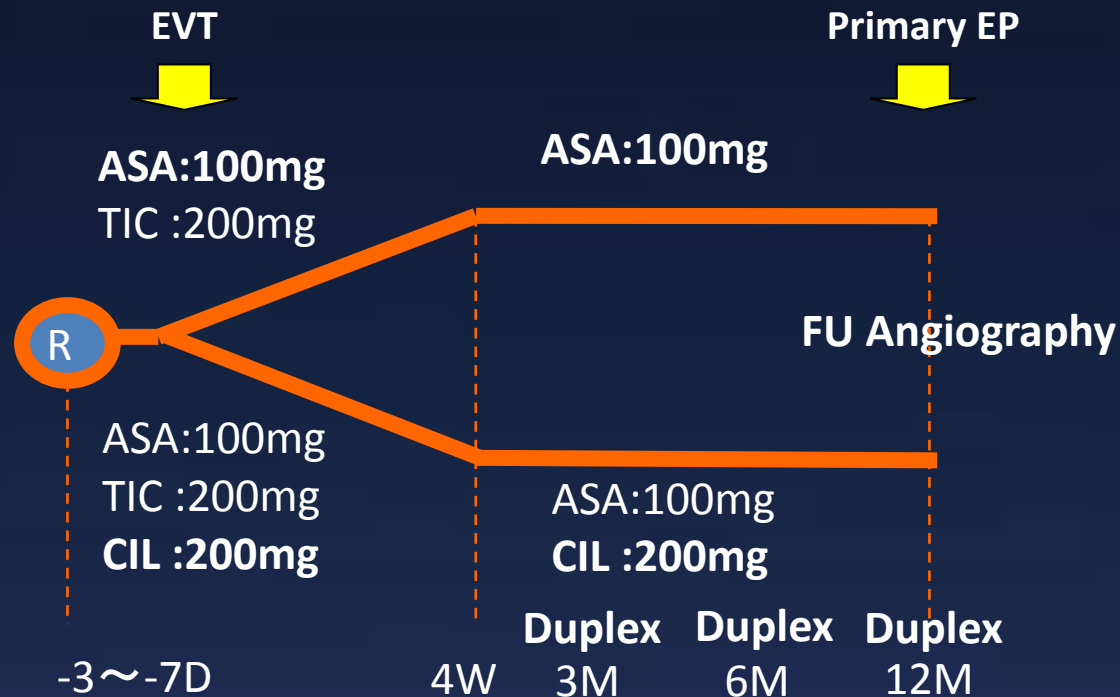 EVT
Primary EP
ASA:100mg
TIC :200mg
ASA:100mg
R
FU Angiography
ASA:100mg
TIC :200mg
CIL :200mg
ASA:100mg
CIL :200mg
Duplex Duplex Duplex
-3～-7D 4W 3M 6M 12M